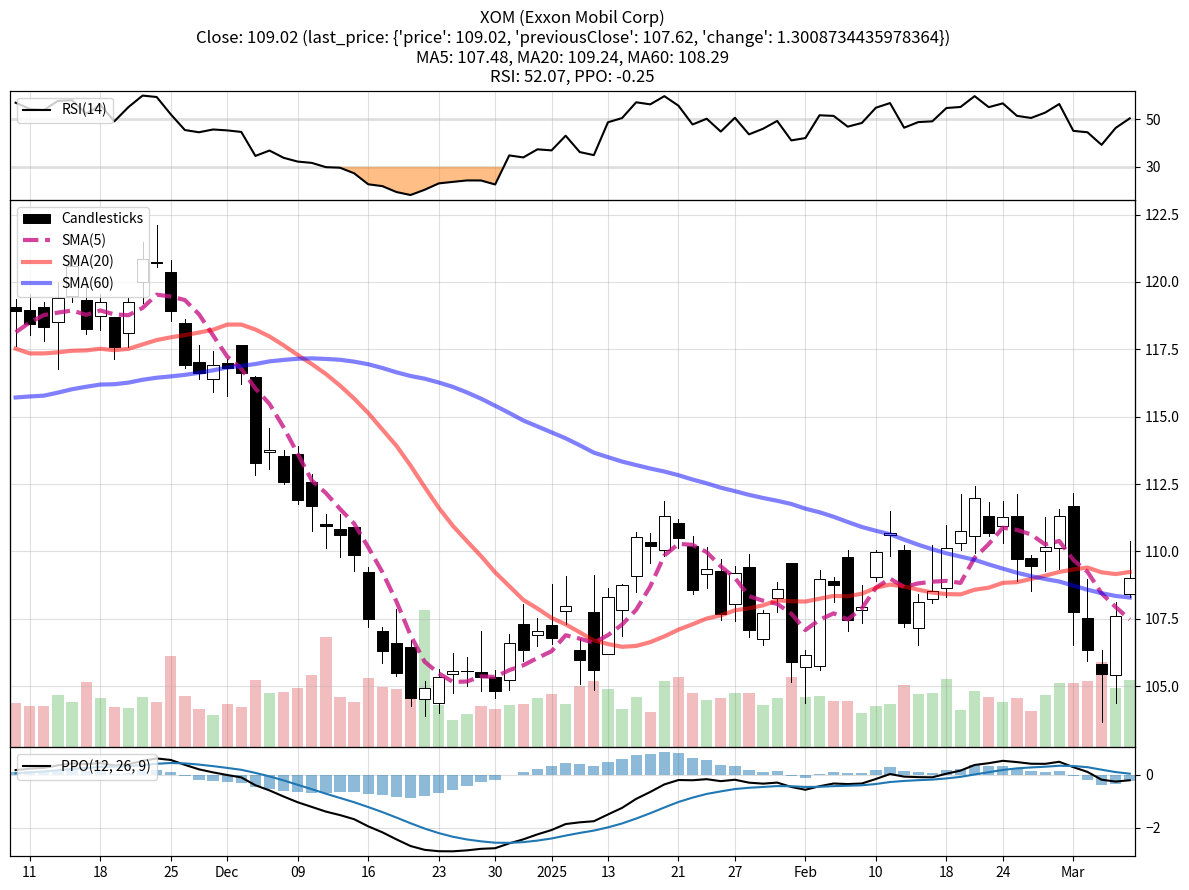 XOM (Exxon Mobil Corp)
Close: 109.02 (last_price: {'price': 109.02, 'previousClose': 107.62, 'change': 1.3008734435978364})
MA5: 107.48, MA20: 109.24, MA60: 108.29
RSI: 52.07, PPO: -0.25
RSI(14)
50
30
Candlesticks
SMA(5)
SMA(20)
SMA(60)
122.5
120.0
117.5
115.0
112.5
110.0
107.5
105.0
PPO(12, 26, 9)
0
−2
11 18 25 Dec 09 16 23 30 2025 13 21 27 Feb 10 18 24 Mar